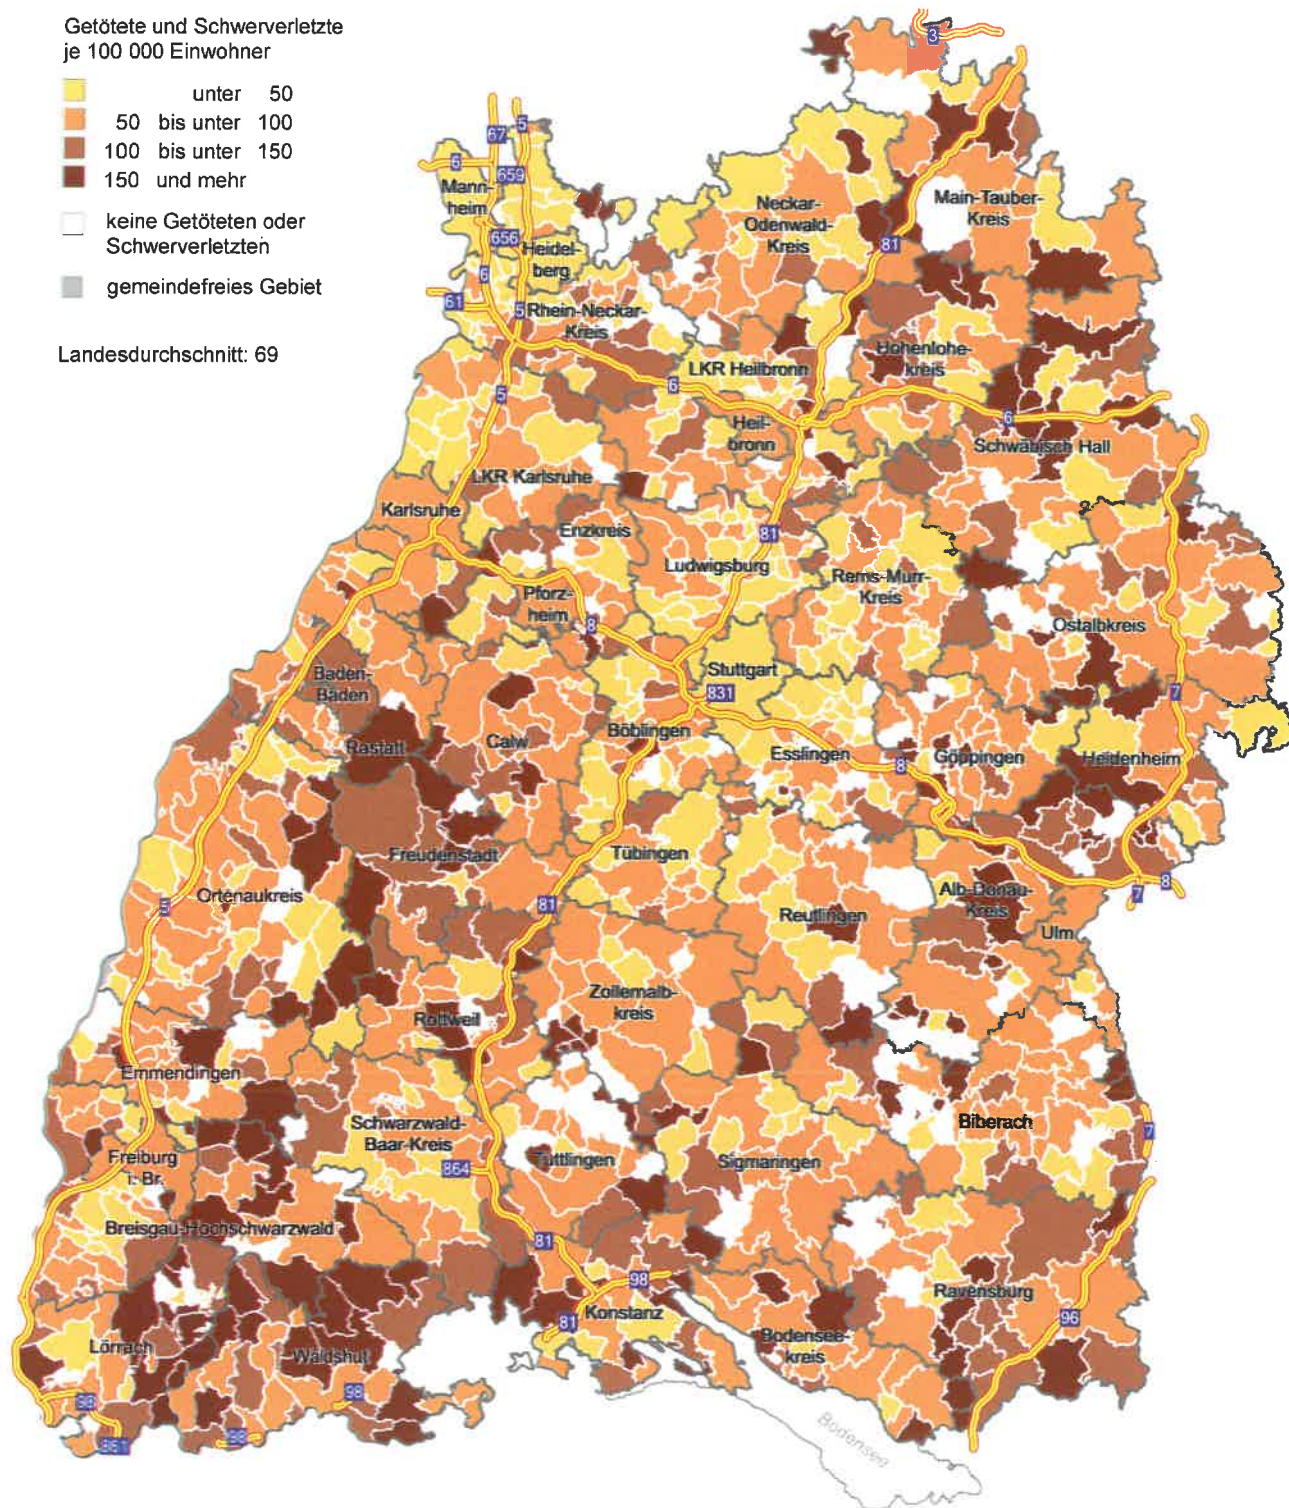 Getötete und Schwerverletzte
je 100 000 Einwohner
unter 50
50 bis unter 100
100 bis unter 150
150 und mehr
keine Getöteten oder
Schwerverletzten
gemeindefreies Gebiet
Landesdurchschnitt: 69
3
67
5
6
659
Mann-
heim
656
Heidel-
berg
6
61
5
Rhein-Neckar-
Kreis
Neckar-
Odenwald-
Kreis
Main-Tauber-
Kreis
81
Hohenlohe-
kreis
LKR Heilbronn
5
6
6
Heil-
bronn
Schwäbisch Hall
LKR Karlsruhe
Karlsruhe
Enzkreis
81
Ludwigsburg
Rems-Murr-
Kreis
Pforz-
heim
8
Ostalbkreis
Stuttgart
831
7
Baden-
Baden
Rastatt
Calw
Böblingen
Esslingen
8
Göppingen
Heidenheim
Freudenstadt
Tübingen
Ortenaukreis
5
81
Reutlingen
Alb-Donau-
Kreis
7
8
Ulm
Zollernalb-
kreis
Rottweil
Emmendingen
Schwarzwald-
Baar-Kreis
864
Tuttlingen
Sigmaringen
Biberach
7
Freiburg
i. Br.
Breisgau-Hochschwarzwald
81
98
Konstanz
81
Ravensburg
96
Bodensee-
kreis
Lörrach
Waldshut
98
98
98
861
Bodensee